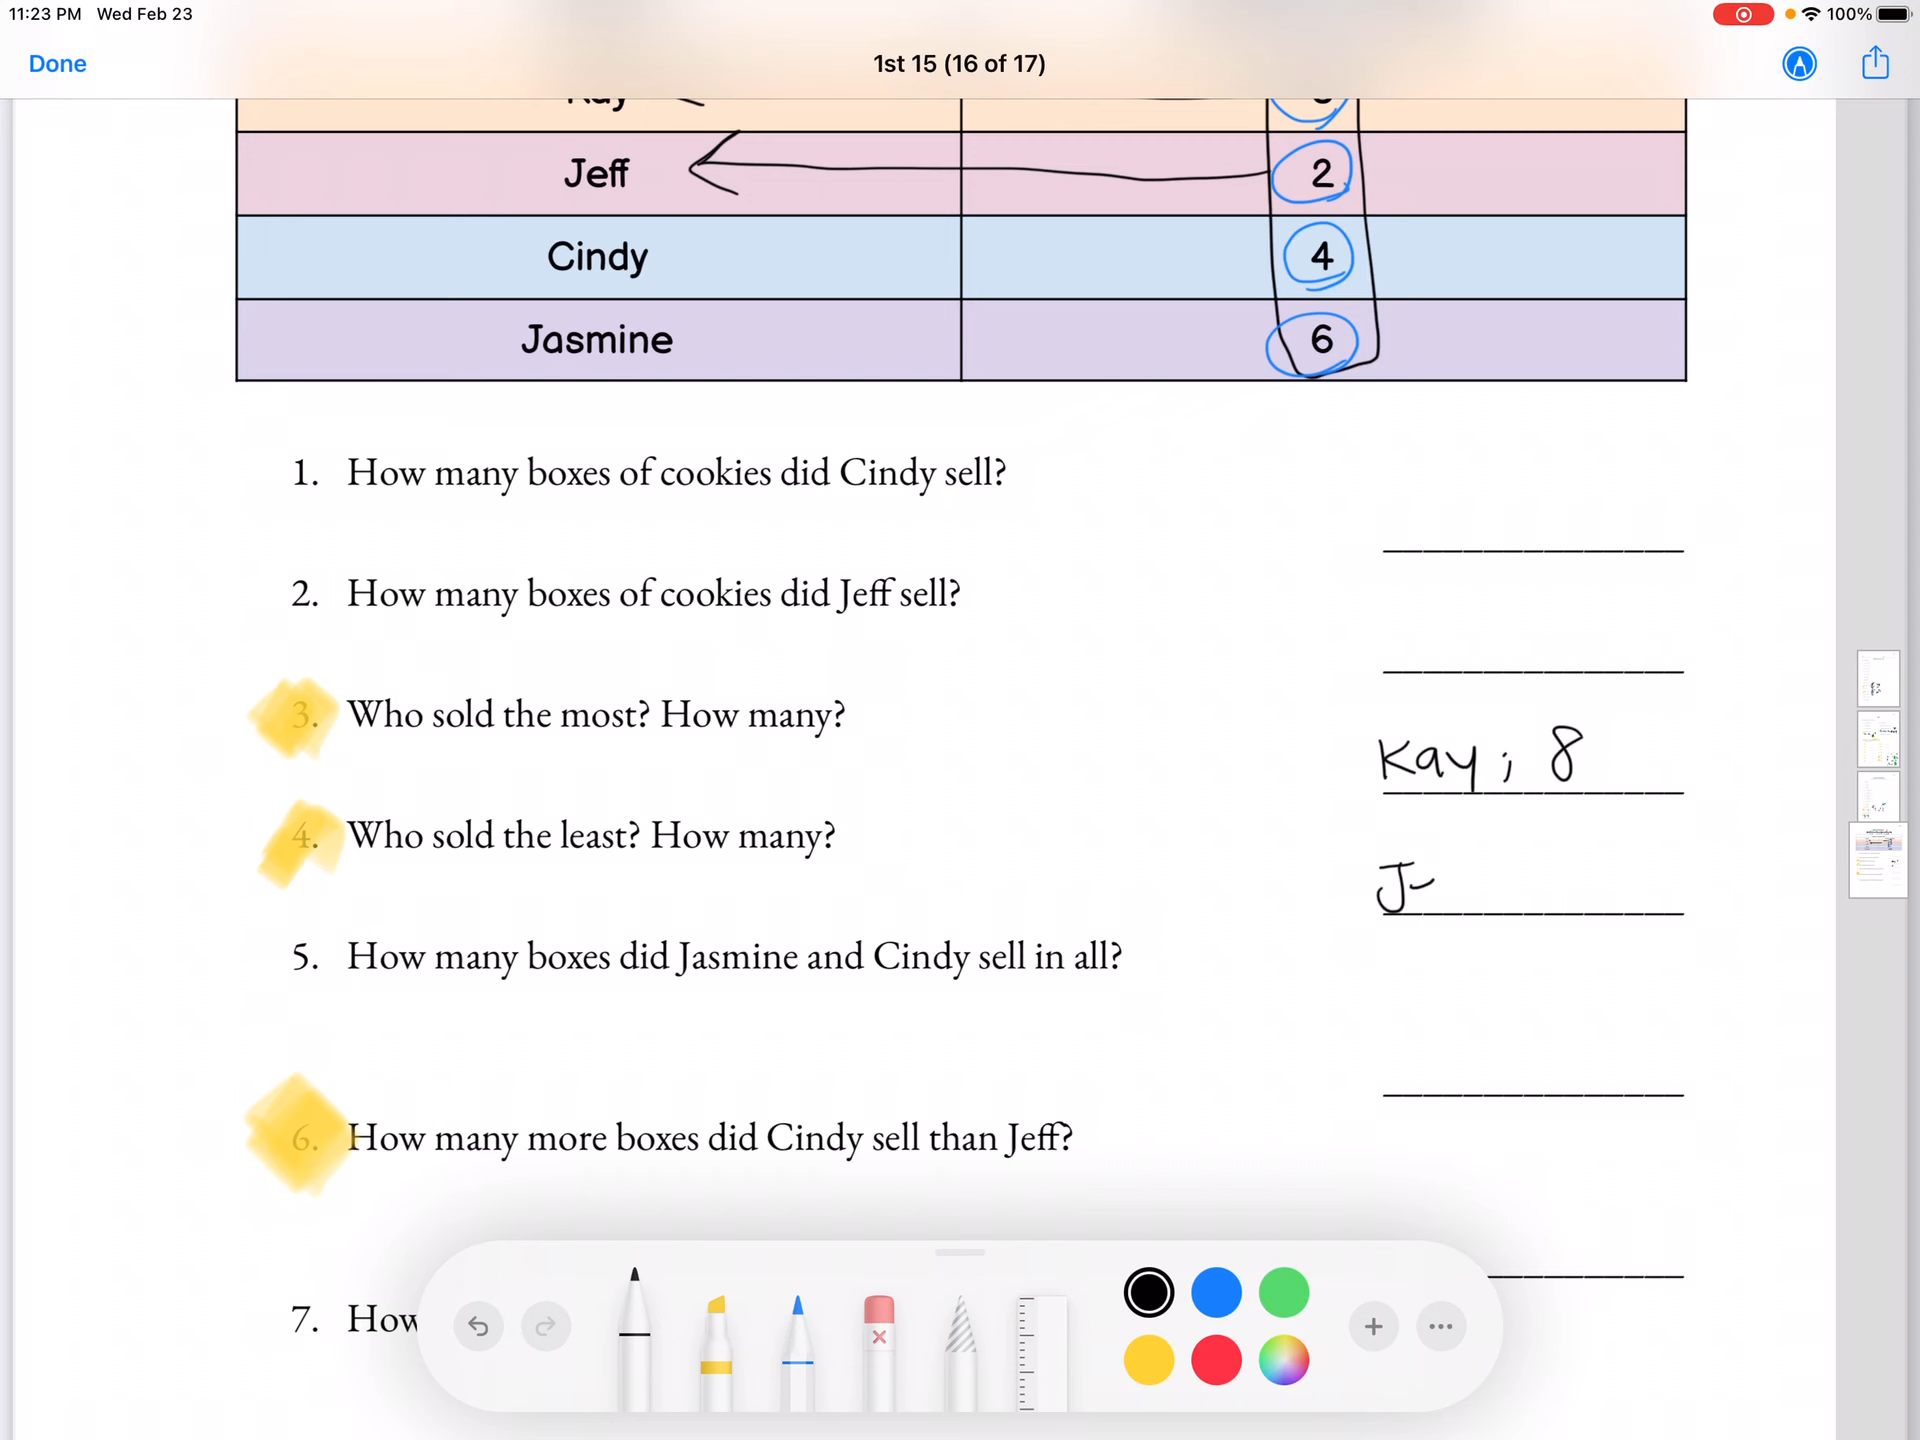 11:23 PM Wed Feb 23
100%
Done
1st 15 (16 of 17)
Kay
Jeff 2
Cindy 4
Jasmine 6
1. How many boxes of cookies did Cindy sell?
2. How many boxes of cookies did Jeff sell?
3. Who sold the most? How many?
Kay; 8
4. Who sold the least? How many?
J
5. How many boxes did Jasmine and Cindy sell in all?
6. How many more boxes did Cindy sell than Jeff?
7. How